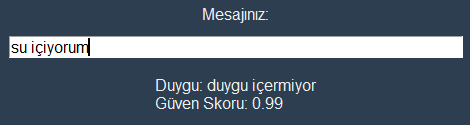 Mesajınız:
su içiyorum
Duygu: duygu içermiyor
Güven Skoru: 0.99